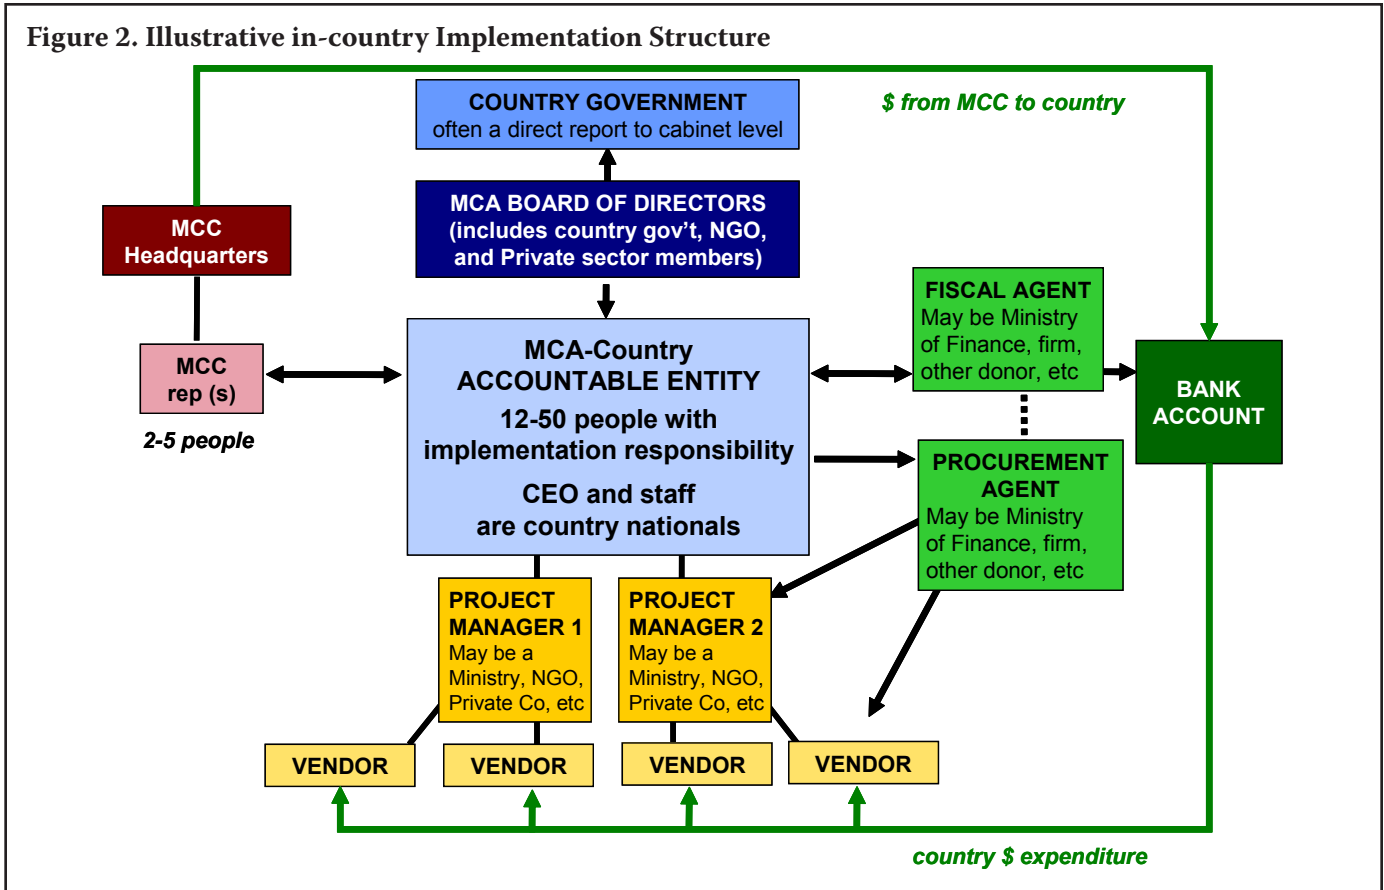 Figure 2. Illustrative in-country Implementation Structure
$ from MCC to country
COUNTRY GOVERNMENT
often a direct report to cabinet level
MCA BOARD OF DIRECTORS
(includes country gov't, NGO,
and Private sector members)
MCC
Headquarters
MCC
rep (s)
2-5 people
MCA-Country
ACCOUNTABLE ENTITY
12-50 people with
implementation responsibility
CEO and staff
are country nationals
FISCAL AGENT
May be Ministry
of Finance, firm,
other donor, etc
BANK
ACCOUNT
PROCUREMENT
AGENT
May be Ministry
of Finance, firm,
other donor, etc
PROJECT
MANAGER 1
May be a
Ministry, NGO,
Private Co, etc
PROJECT
MANAGER 2
May be a
Ministry, NGO,
Private Co, etc
VENDOR
VENDOR
VENDOR
VENDOR
country $ expenditure